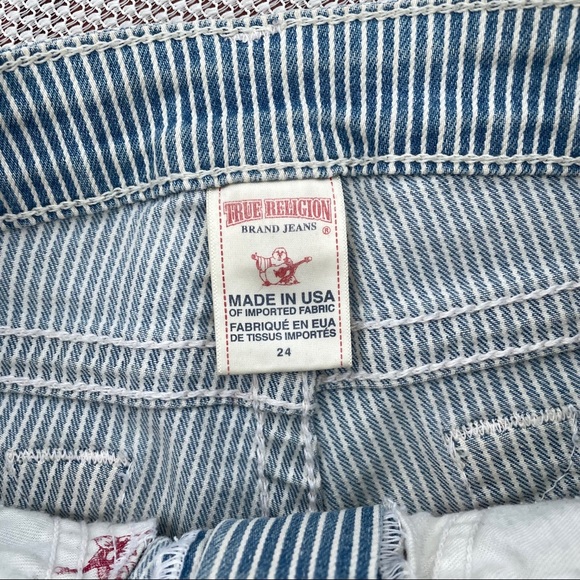 TRUE RELIGION
BRAND JEANS ®
MADE IN USA
OF IMPORTED FABRIC
FABRIQUÉ EN EUA
DE TISSUS IMPORTÉS
24